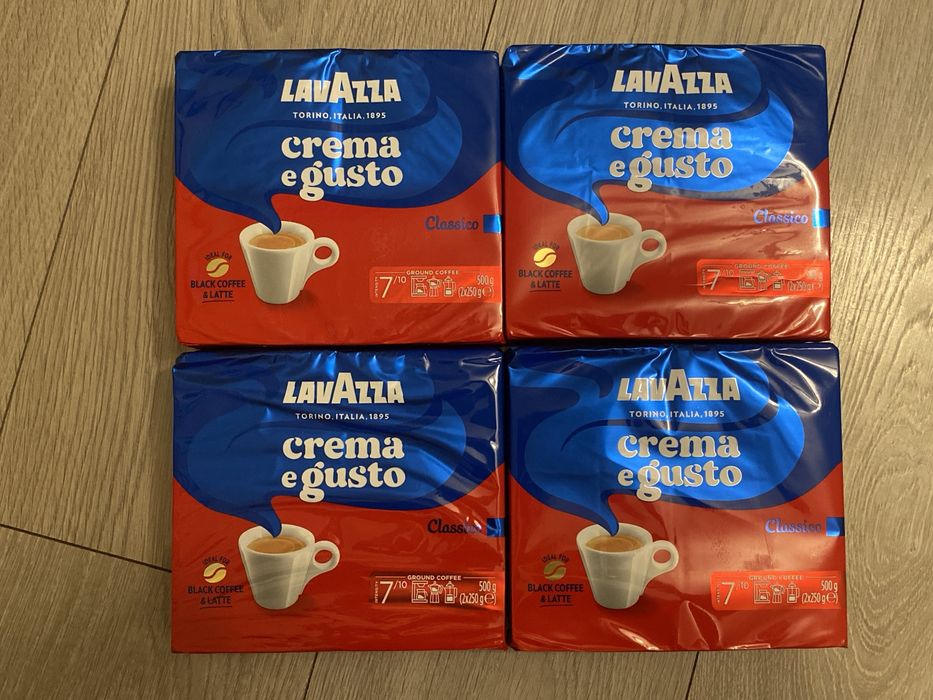 LAVAZZA
TORINO, ITALIA, 1895
crema
e gusto
Classico
IDEAL FOR
BLACK COFFEE
& LATTE
GROUND COFFEE
INTENSITY 7/10
500 g
(2x250 g ℮)
LAVAZZA
TORINO, ITALIA, 1895
crema
e gusto
Classico
IDEAL FOR
BLACK COFFEE
& LATTE
GROUND COFFEE
7/10
(2x250 g ℮)
LAVAZZA
TORINO, ITALIA, 1895
crema
e gusto
Classico
IDEAL FOR
BLACK COFFEE
& LATTE
GROUND COFFEE
INTENSITY 7/10
500 g
(2x250 g ℮)
LAVAZZA
TORINO, ITALIA, 1895
crema
e gusto
Classico
IDEAL FOR
BLACK COFFEE
& LATTE
GROUND COFFEE
7/10
500 g
(2x250 g ℮)